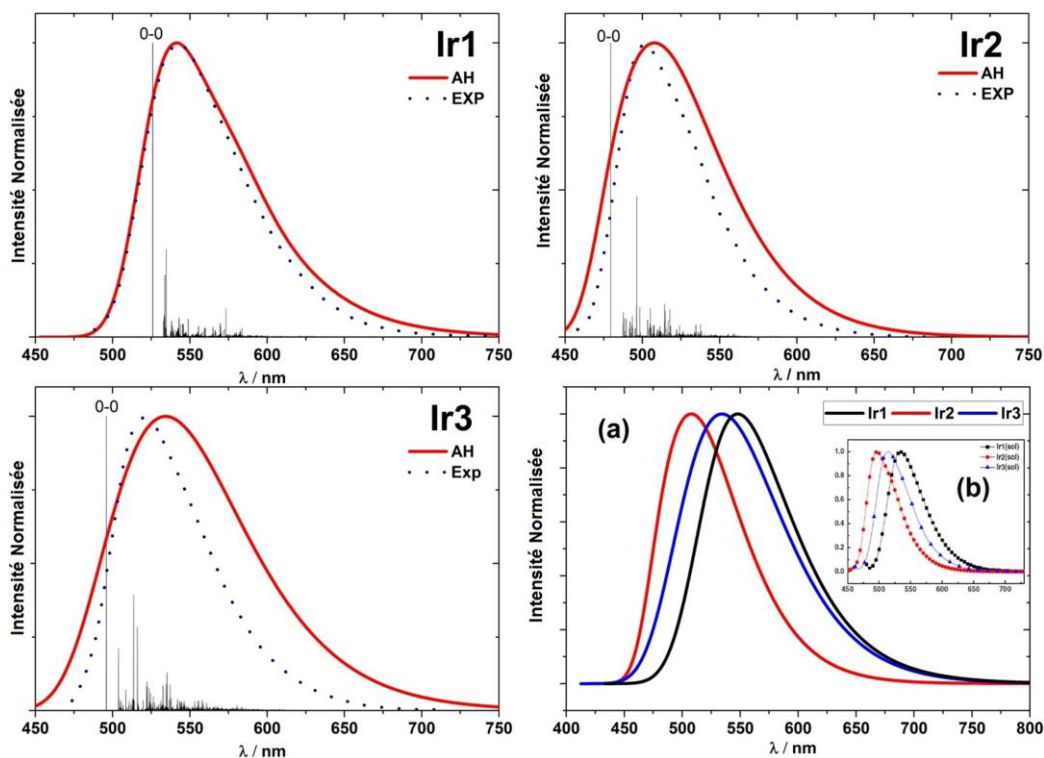 0-0
Ir1
AH
EXP
Intensité Normalisée
450 500 550 600 650 700 750
λ / nm
0-0
Ir2
AH
EXP
Intensité Normalisée
450 500 550 600 650 700 750
λ / nm
0-0
Ir3
AH
Exp
Intensité Normalisée
450 500 550 600 650 700 750
λ / nm
(a)
Ir1 Ir2 Ir3
Ir1(sol)
Ir2(sol)
Ir3(sol)
(b)
1.0
0.8
0.6
0.4
0.2
0.0
450 500 550 600 650 700
Intensité Normalisée
400 450 500 550 600 650 700 750 800
λ / nm